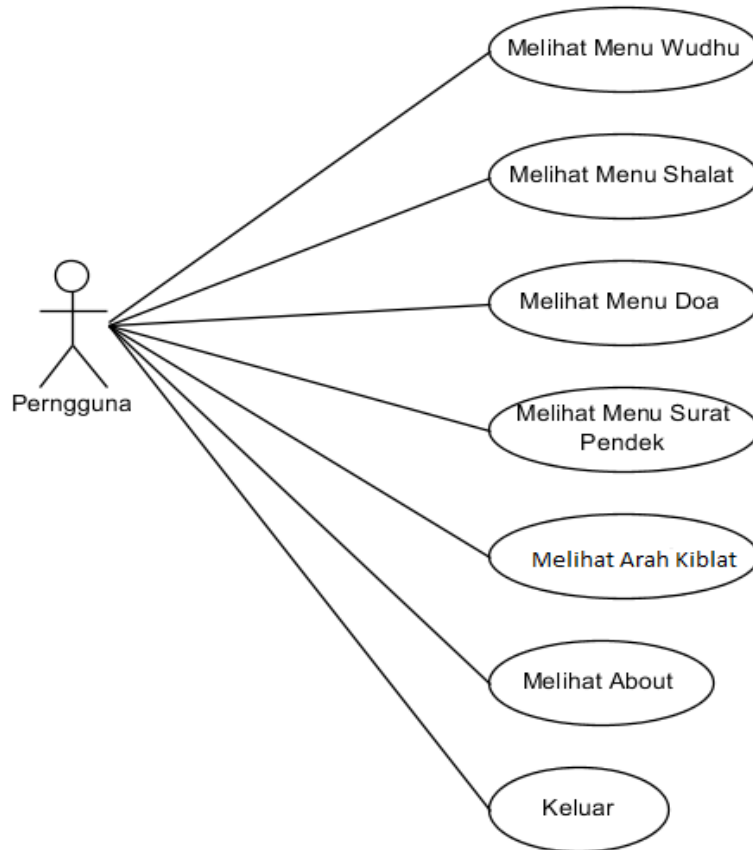 Melihat Menu Wudhu
Melihat Menu Shalat
Melihat Menu Doa
Perngguna
Melihat Menu Surat
Pendek
Melihat Arah Kiblat
Melihat About
Keluar